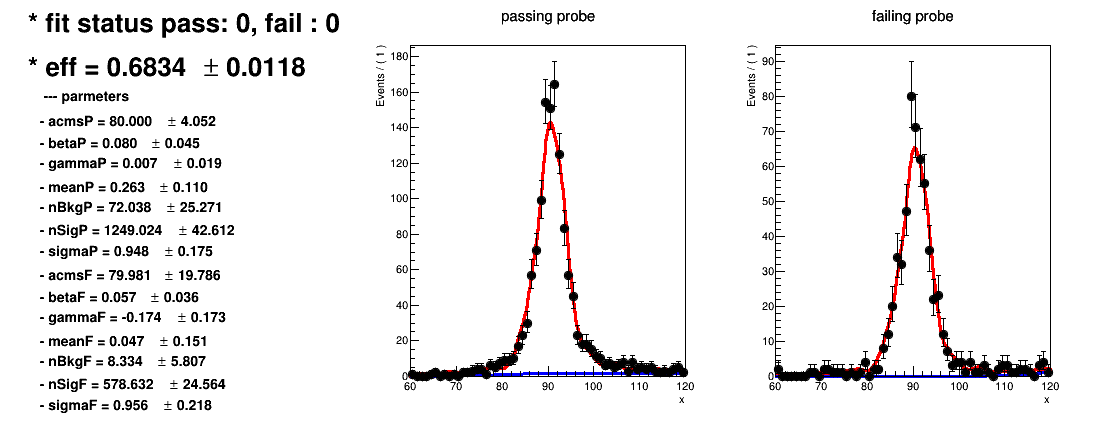 * fit status pass: 0, fail : 0
* eff = 0.6834 ± 0.0118
--- parmeters
- acmsP = 80.000 ± 4.052
- betaP = 0.080 ± 0.045
- gammaP = 0.007 ± 0.019
- meanP = 0.263 ± 0.110
- nBkgP = 72.038 ± 25.271
- nSigP = 1249.024 ± 42.612
- sigmaP = 0.948 ± 0.175
- acmsF = 79.981 ± 19.786
- betaF = 0.057 ± 0.036
- gammaF = -0.174 ± 0.173
- meanF = 0.047 ± 0.151
- nBkgF = 8.334 ± 5.807
- nSigF = 578.632 ± 24.564
- sigmaF = 0.956 ± 0.218
passing probe
Events / ( 1 )
180
160
140
120
100
80
60
40
20
0
60 70 80 90 100 110 120
x
failing probe
Events / ( 1 )
90
80
70
60
50
40
30
20
10
0
60 70 80 90 100 110 120
x